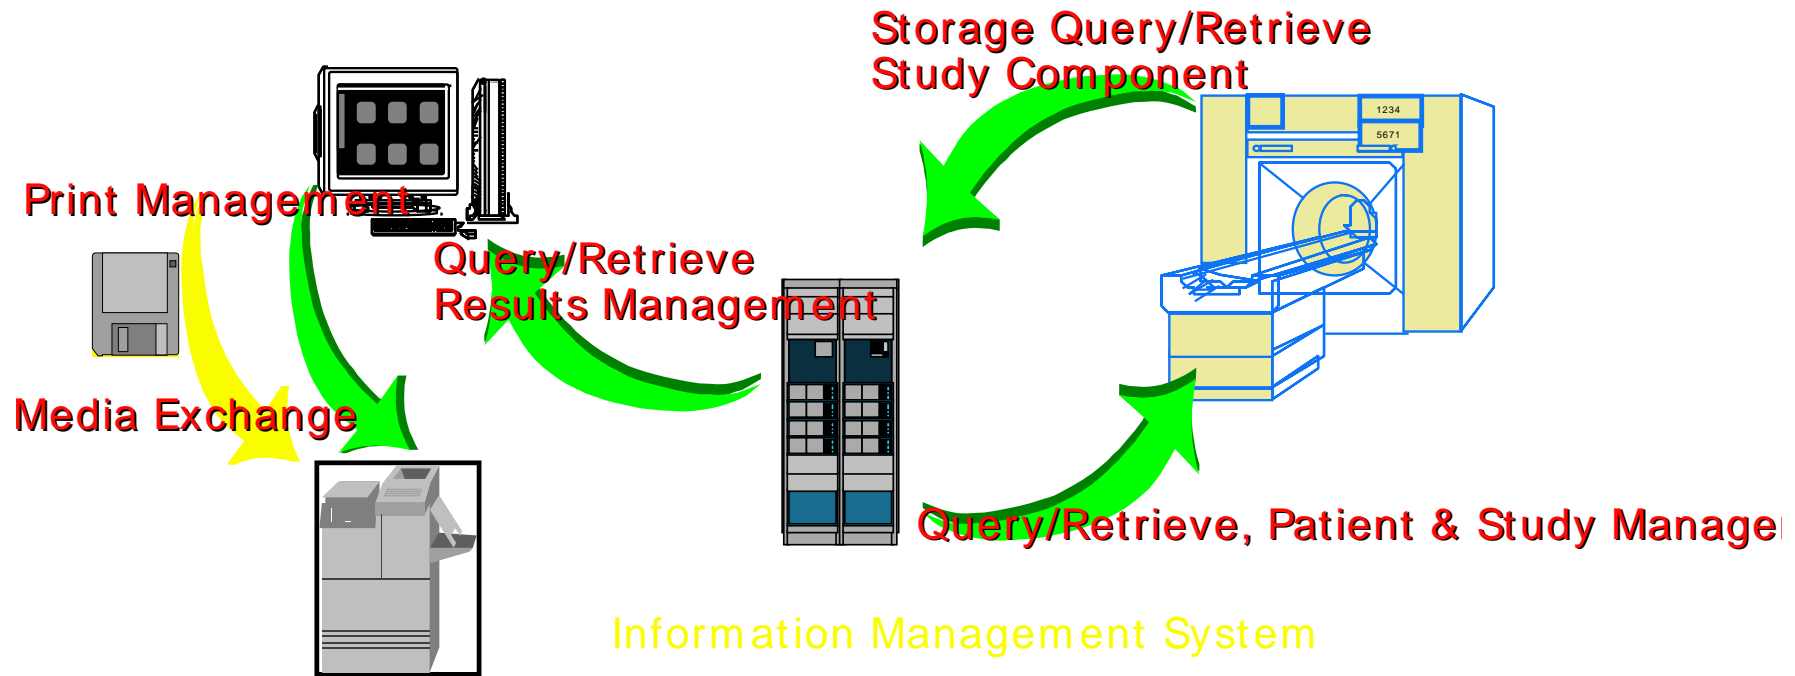 Storage Query/Retrieve
Study Component
1234
5671
Print Management
Query/Retrieve
Results Management
Media Exchange
Query/Retrieve, Patient & Study Manage
Information Management System